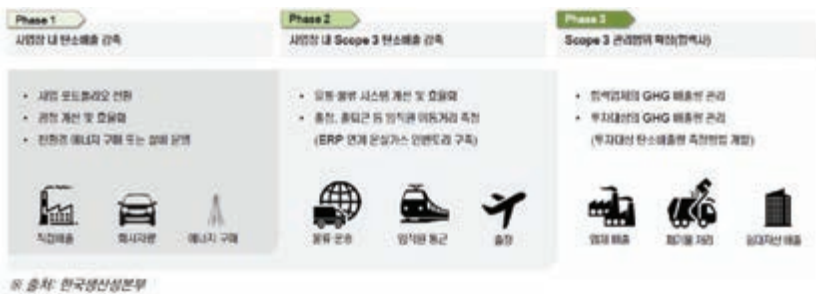 Phase 1
사업장 내 탄소배출 감축
• 사업 포트폴리오 전환
• 공정 개선 및 효율화
• 친환경 에너지 구매 또는 설비 운영
직접배출
회사차량
에너지 구매
Phase 2
사업장 내 Scope 3 탄소배출 감축
• 유통·물류 시스템 개선 및 효율화
• 출장, 출퇴근 등 임직원 이동거리 측정
(ERP 연계 온실가스 인벤토리 구축)
물류·운송
임직원 통근
출장
Phase 3
Scope 3 관리범위 확장(협력사)
• 협력업체의 GHG 배출량 관리
• 투자대상의 GHG 배출량 관리
(투자대상 탄소배출량 측정방법 개발)
업체 배출
폐기물 처리
임대자산 배출
※ 출처: 한국생산성본부